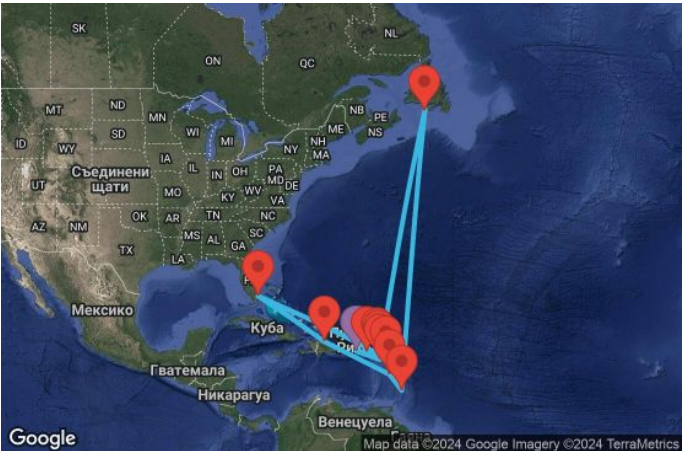 SK
NL
ON
QC
MT
ND
MN
NB
PE
ID
SD
WI
MI
ME
NS
WY
NY
NH
MA
IA
Съединени
щати
IL
IN
OH
PA
MD
DE
UT
MO
KY
WV
VA
OK
AR
TN
NC
AZ
NM
MS
AL
GA
SC
TX
LA
Мексико
Куба
Гватемала
Никарагуа
Венецуела
Google
Map data ©2024 Google Imagery ©2024 TerraMetrics